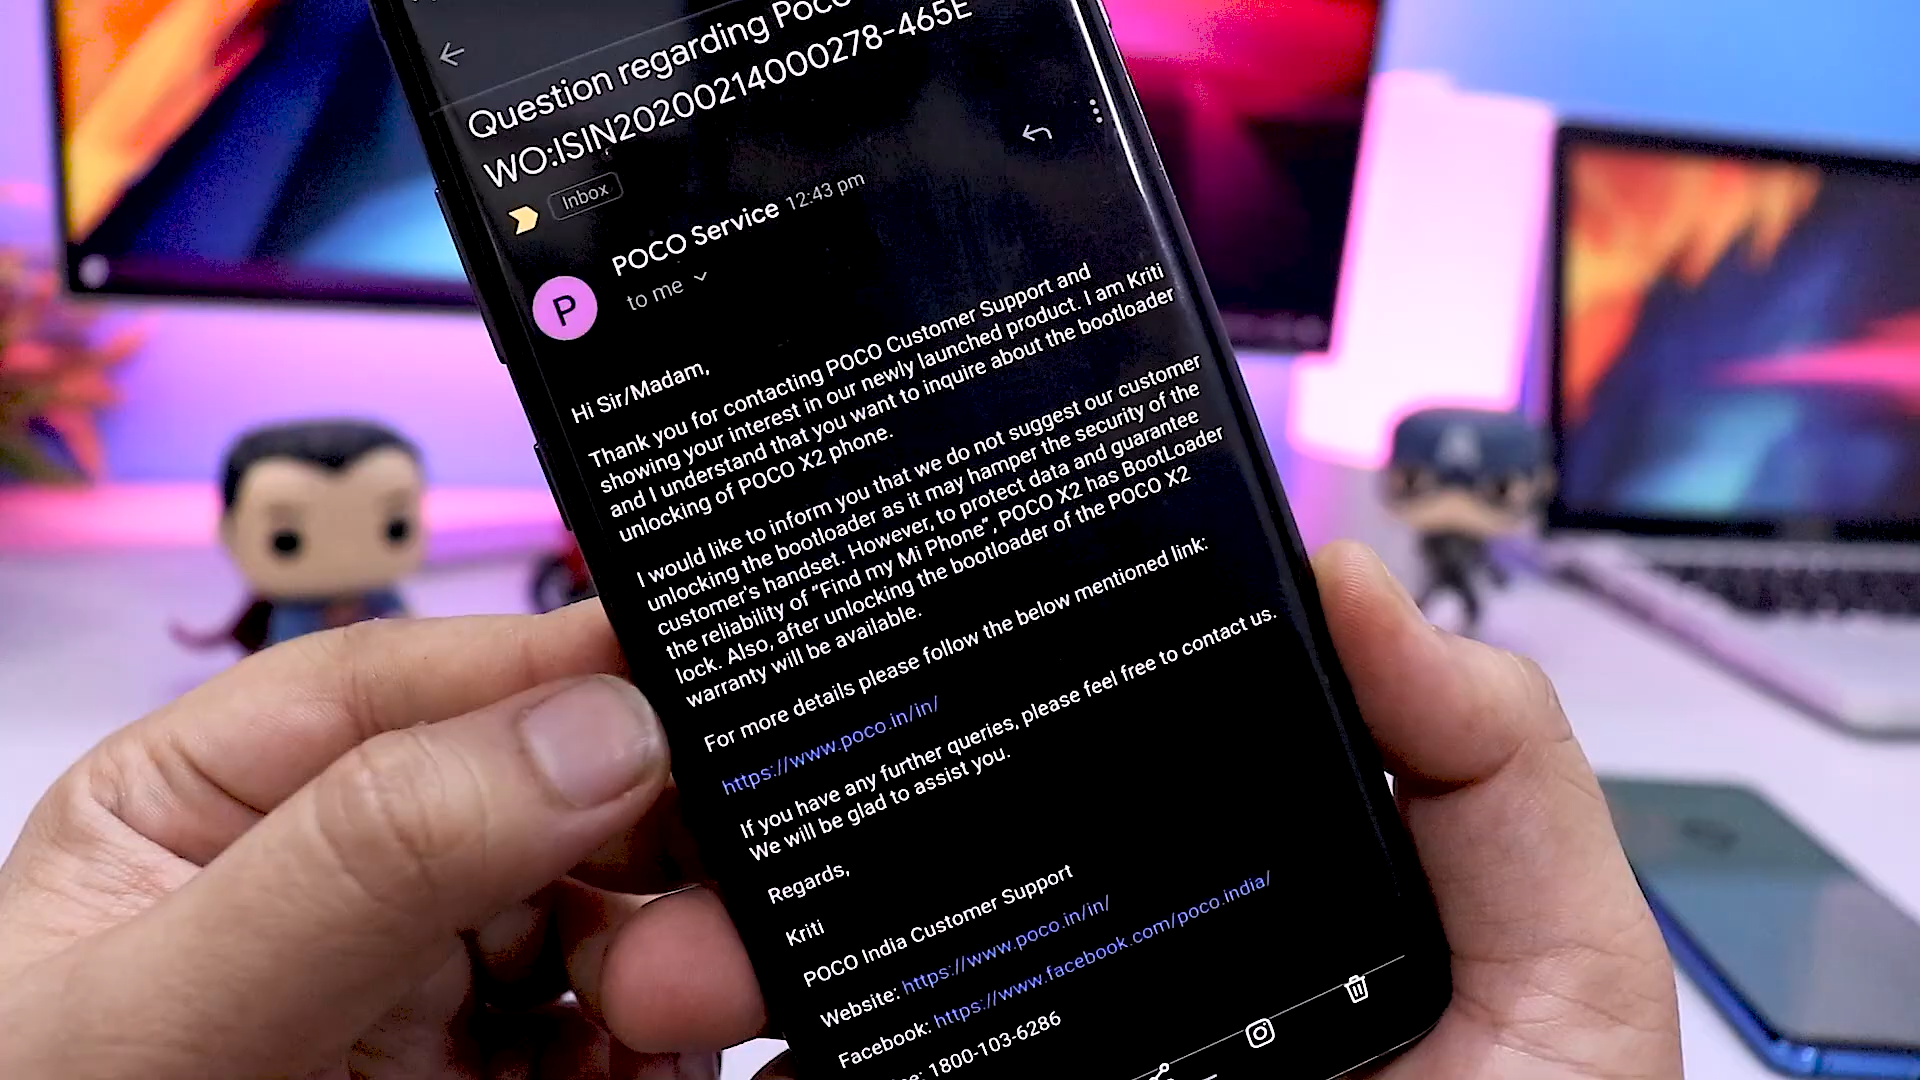 Question regarding Poco
WO:ISIN20200214000278-465E
Inbox
POCO Service 12:43 pm
to me
P
Hi Sir/Madam,
Thank you for contacting POCO Customer Support and
showing your interest in our newly launched product. I am Kriti
and I understand that you want to inquire about the bootloader
unlocking of POCO X2 phone.
I would like to inform you that we do not suggest our customer
unlocking the bootloader as it may hamper the security of the
customer's handset. However, to protect data and guarantee
the reliability of "Find my Mi Phone", POCO X2 has BootLoader
lock. Also, after unlocking the bootloader of the POCO X2
warranty will be available.
For more details please follow the below mentioned link:
https://www.poco.in/in/
If you have any further queries, please feel free to contact us.
We will be glad to assist you.
Regards,
Kriti
POCO India Customer Support
Website: https://www.poco.in/in/
Facebook: https://www.facebook.com/poco.india/
1800-103-6286